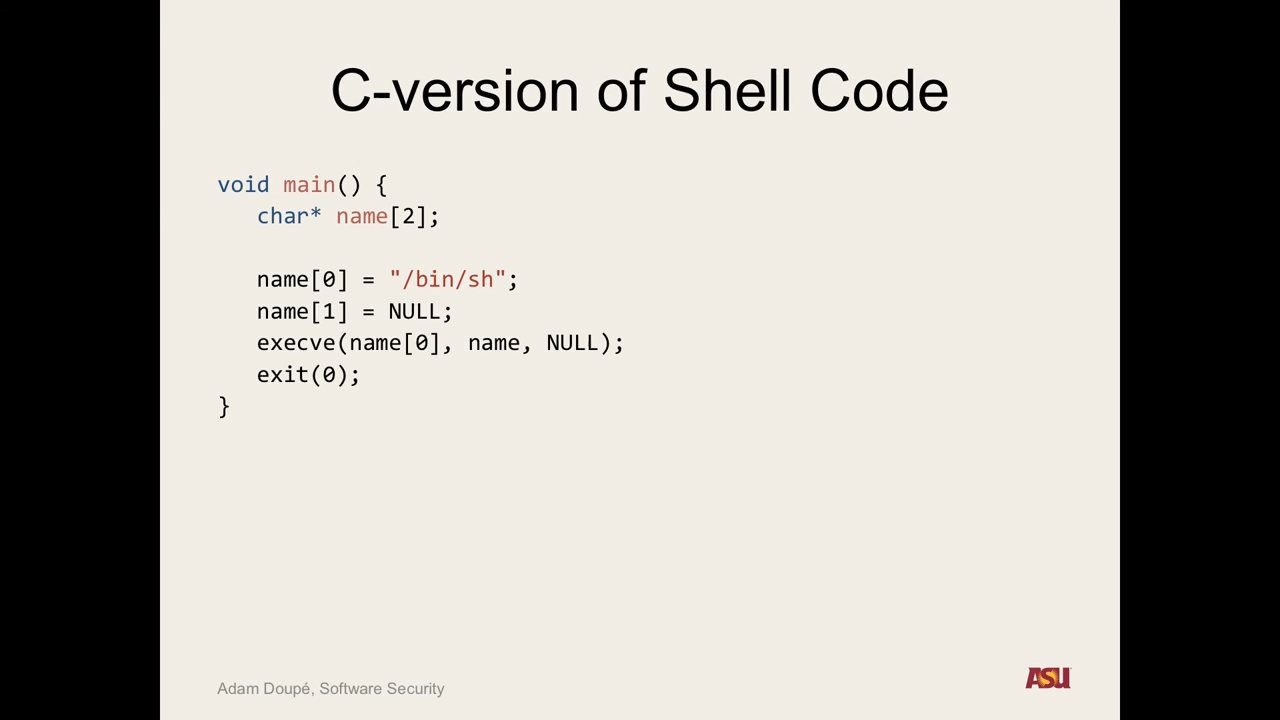 C-version of Shell Code
void main() {
   char* name[2];
   name[0] = "/bin/sh";
   name[1] = NULL;
   execve(name[0], name, NULL);
   exit(0);
}
Adam Doupé, Software Security
ASU